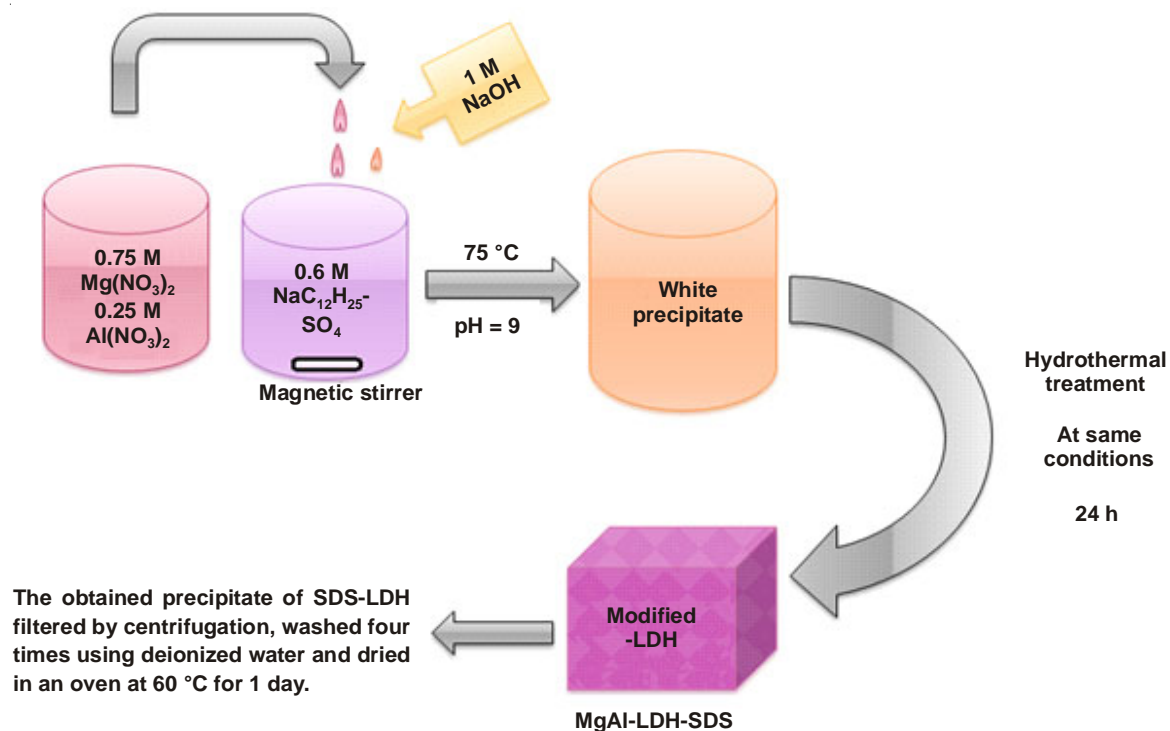 1 M
NaOH
0.75 M
Mg(NO₃)₂
0.25 M
Al(NO₃)₂
0.6 M
NaC₁₂H₂₅-
SO₄
Magnetic stirrer
75 °C
pH = 9
White
precipitate
Hydrothermal
treatment
At same
conditions
24 h
Modified
-LDH
MgAl-LDH-SDS
The obtained precipitate of SDS-LDH
filtered by centrifugation, washed four
times using deionized water and dried
in an oven at 60 °C for 1 day.